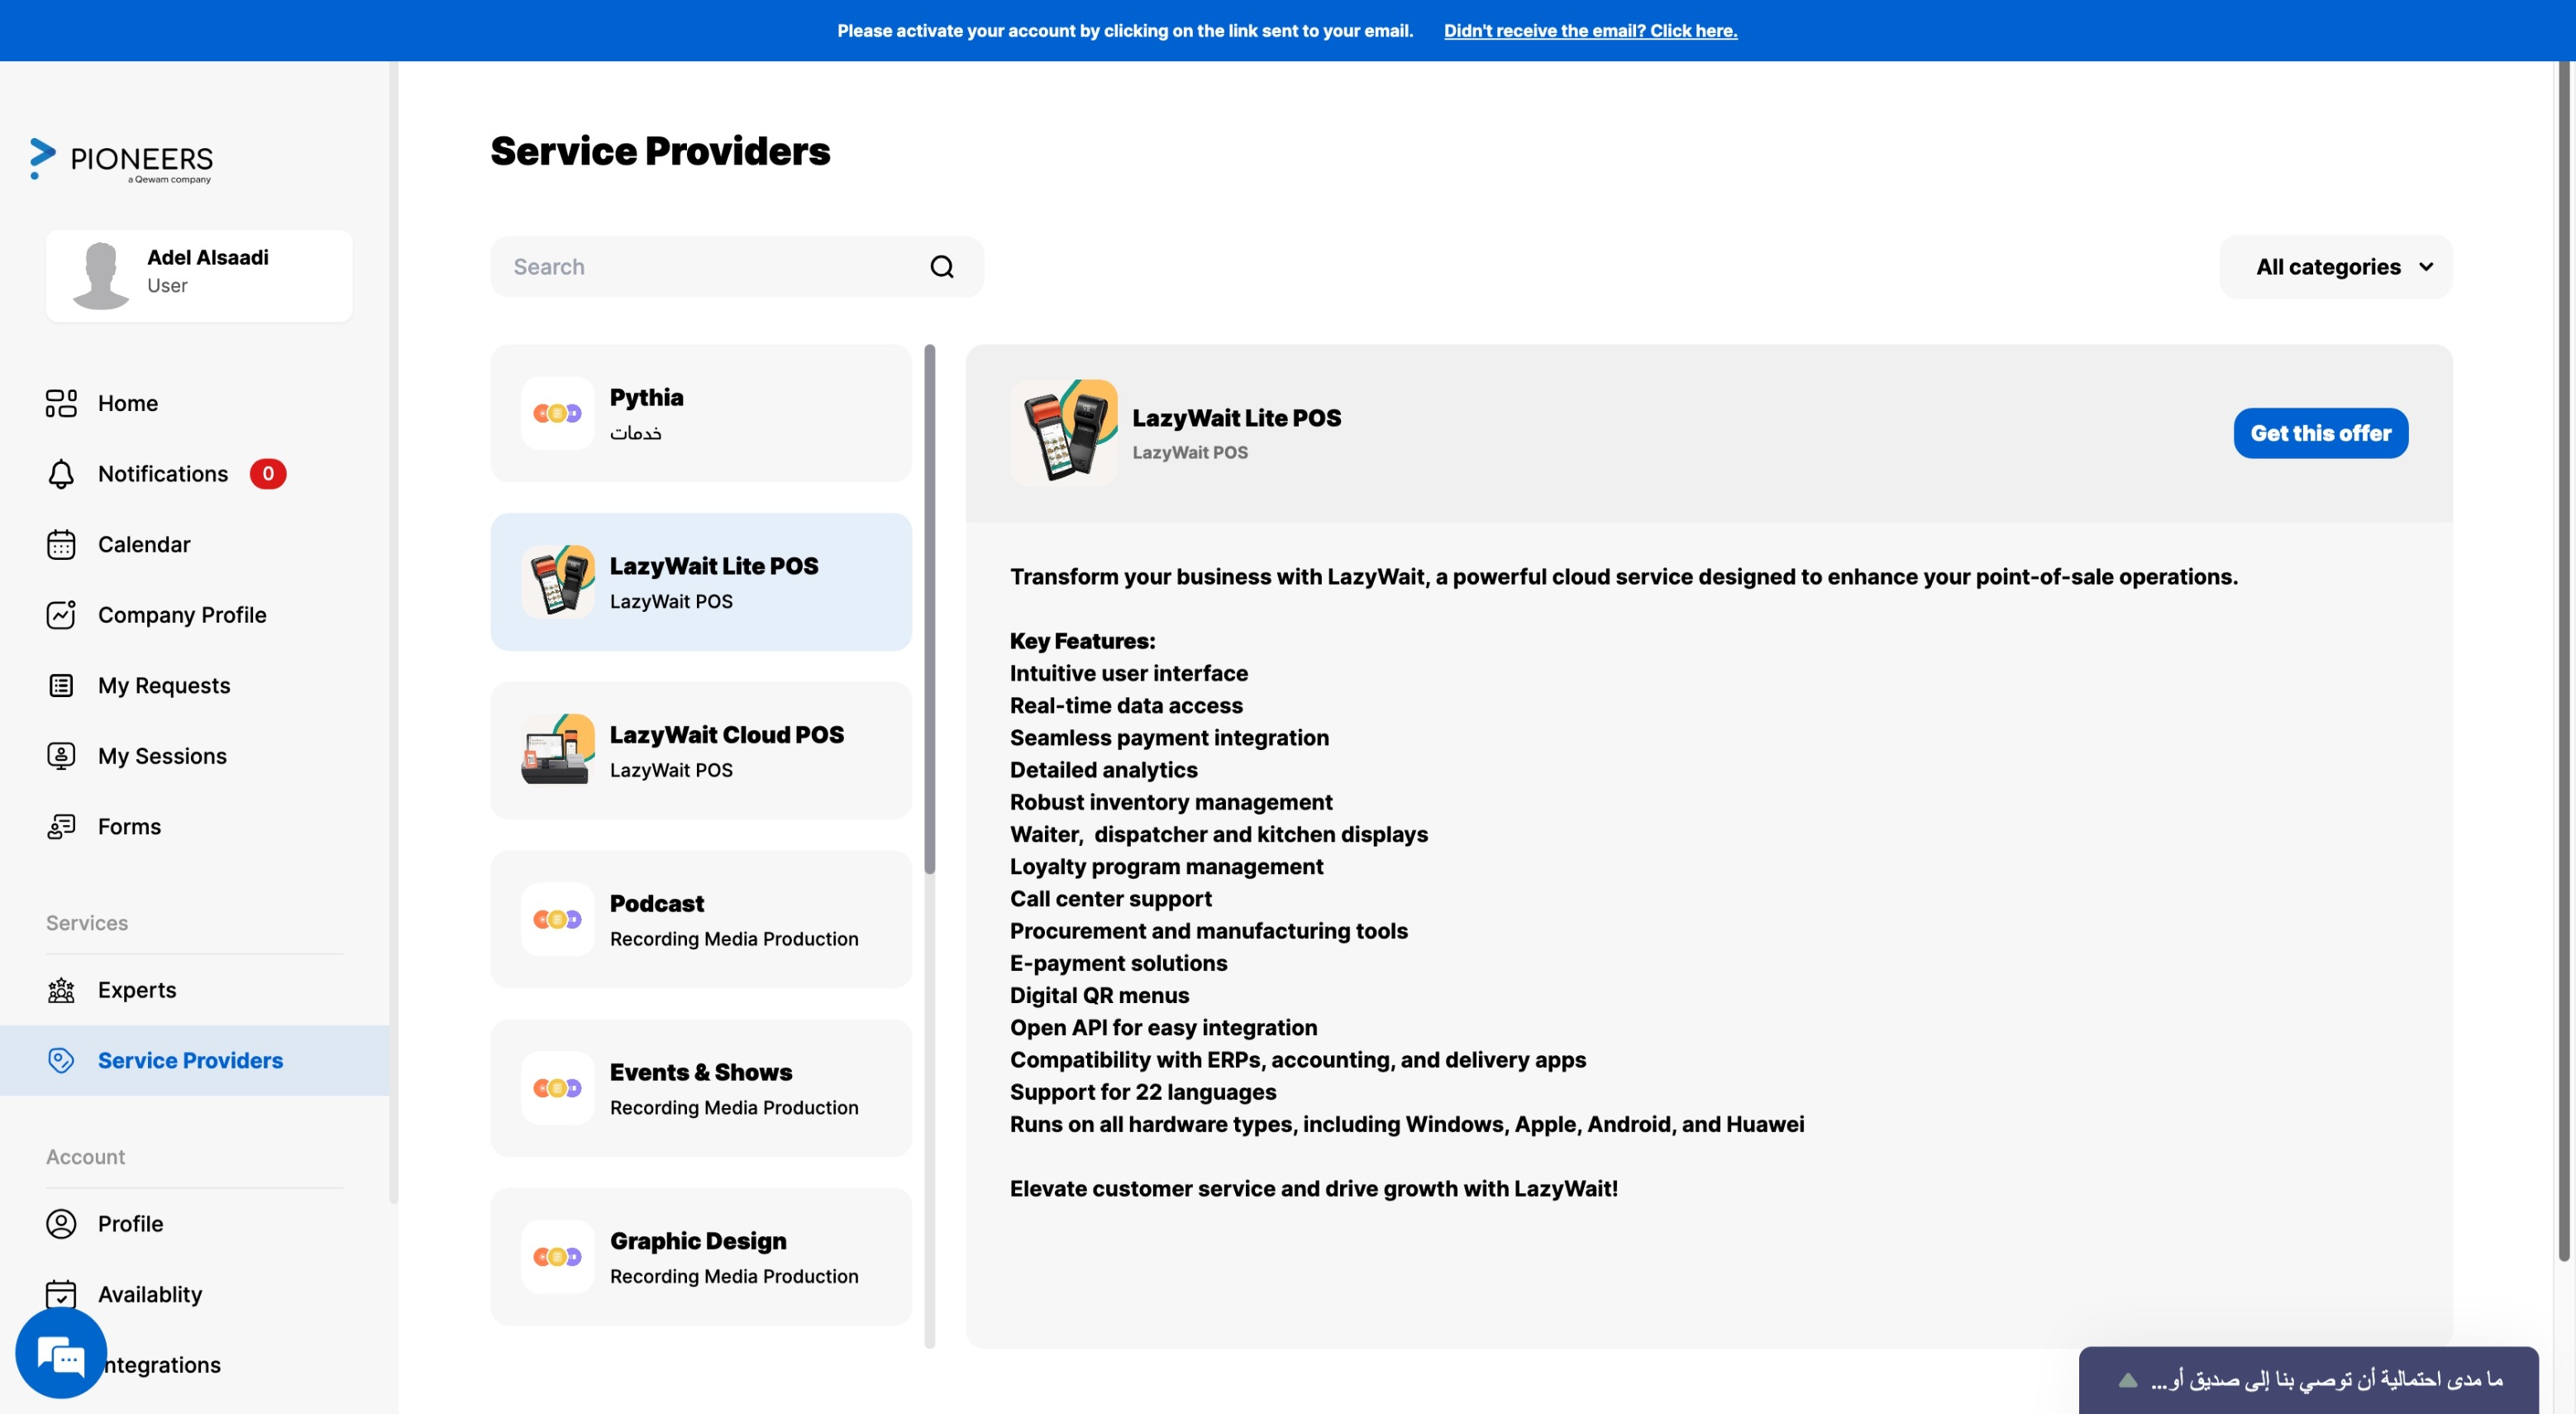 Please activate your account by clicking on the link sent to your email. Didn't receive the email? Click here.
PIONEERS
a Qewam company
Adel Alsaadi
User
Home
Notifications 0
Calendar
Company Profile
My Requests
My Sessions
Forms
Services
Experts
Service Providers
Account
Profile
Availablity
ntegrations
Service Providers
Search
All categories
Pythia
خدمات
LazyWait Lite POS
LazyWait POS
LazyWait Cloud POS
LazyWait POS
Podcast
Recording Media Production
Events & Shows
Recording Media Production
Graphic Design
Recording Media Production
LazyWait Lite POS
LazyWait POS
Get this offer
Transform your business with LazyWait, a powerful cloud service designed to enhance your point-of-sale operations.
Key Features:
Intuitive user interface
Real-time data access
Seamless payment integration
Detailed analytics
Robust inventory management
Waiter,  dispatcher and kitchen displays
Loyalty program management
Call center support
Procurement and manufacturing tools
E-payment solutions
Digital QR menus
Open API for easy integration
Compatibility with ERPs, accounting, and delivery apps
Support for 22 languages
Runs on all hardware types, including Windows, Apple, Android, and Huawei
Elevate customer service and drive growth with LazyWait!
ما مدى احتمالية أن توصي بنا إلى صديق أو...